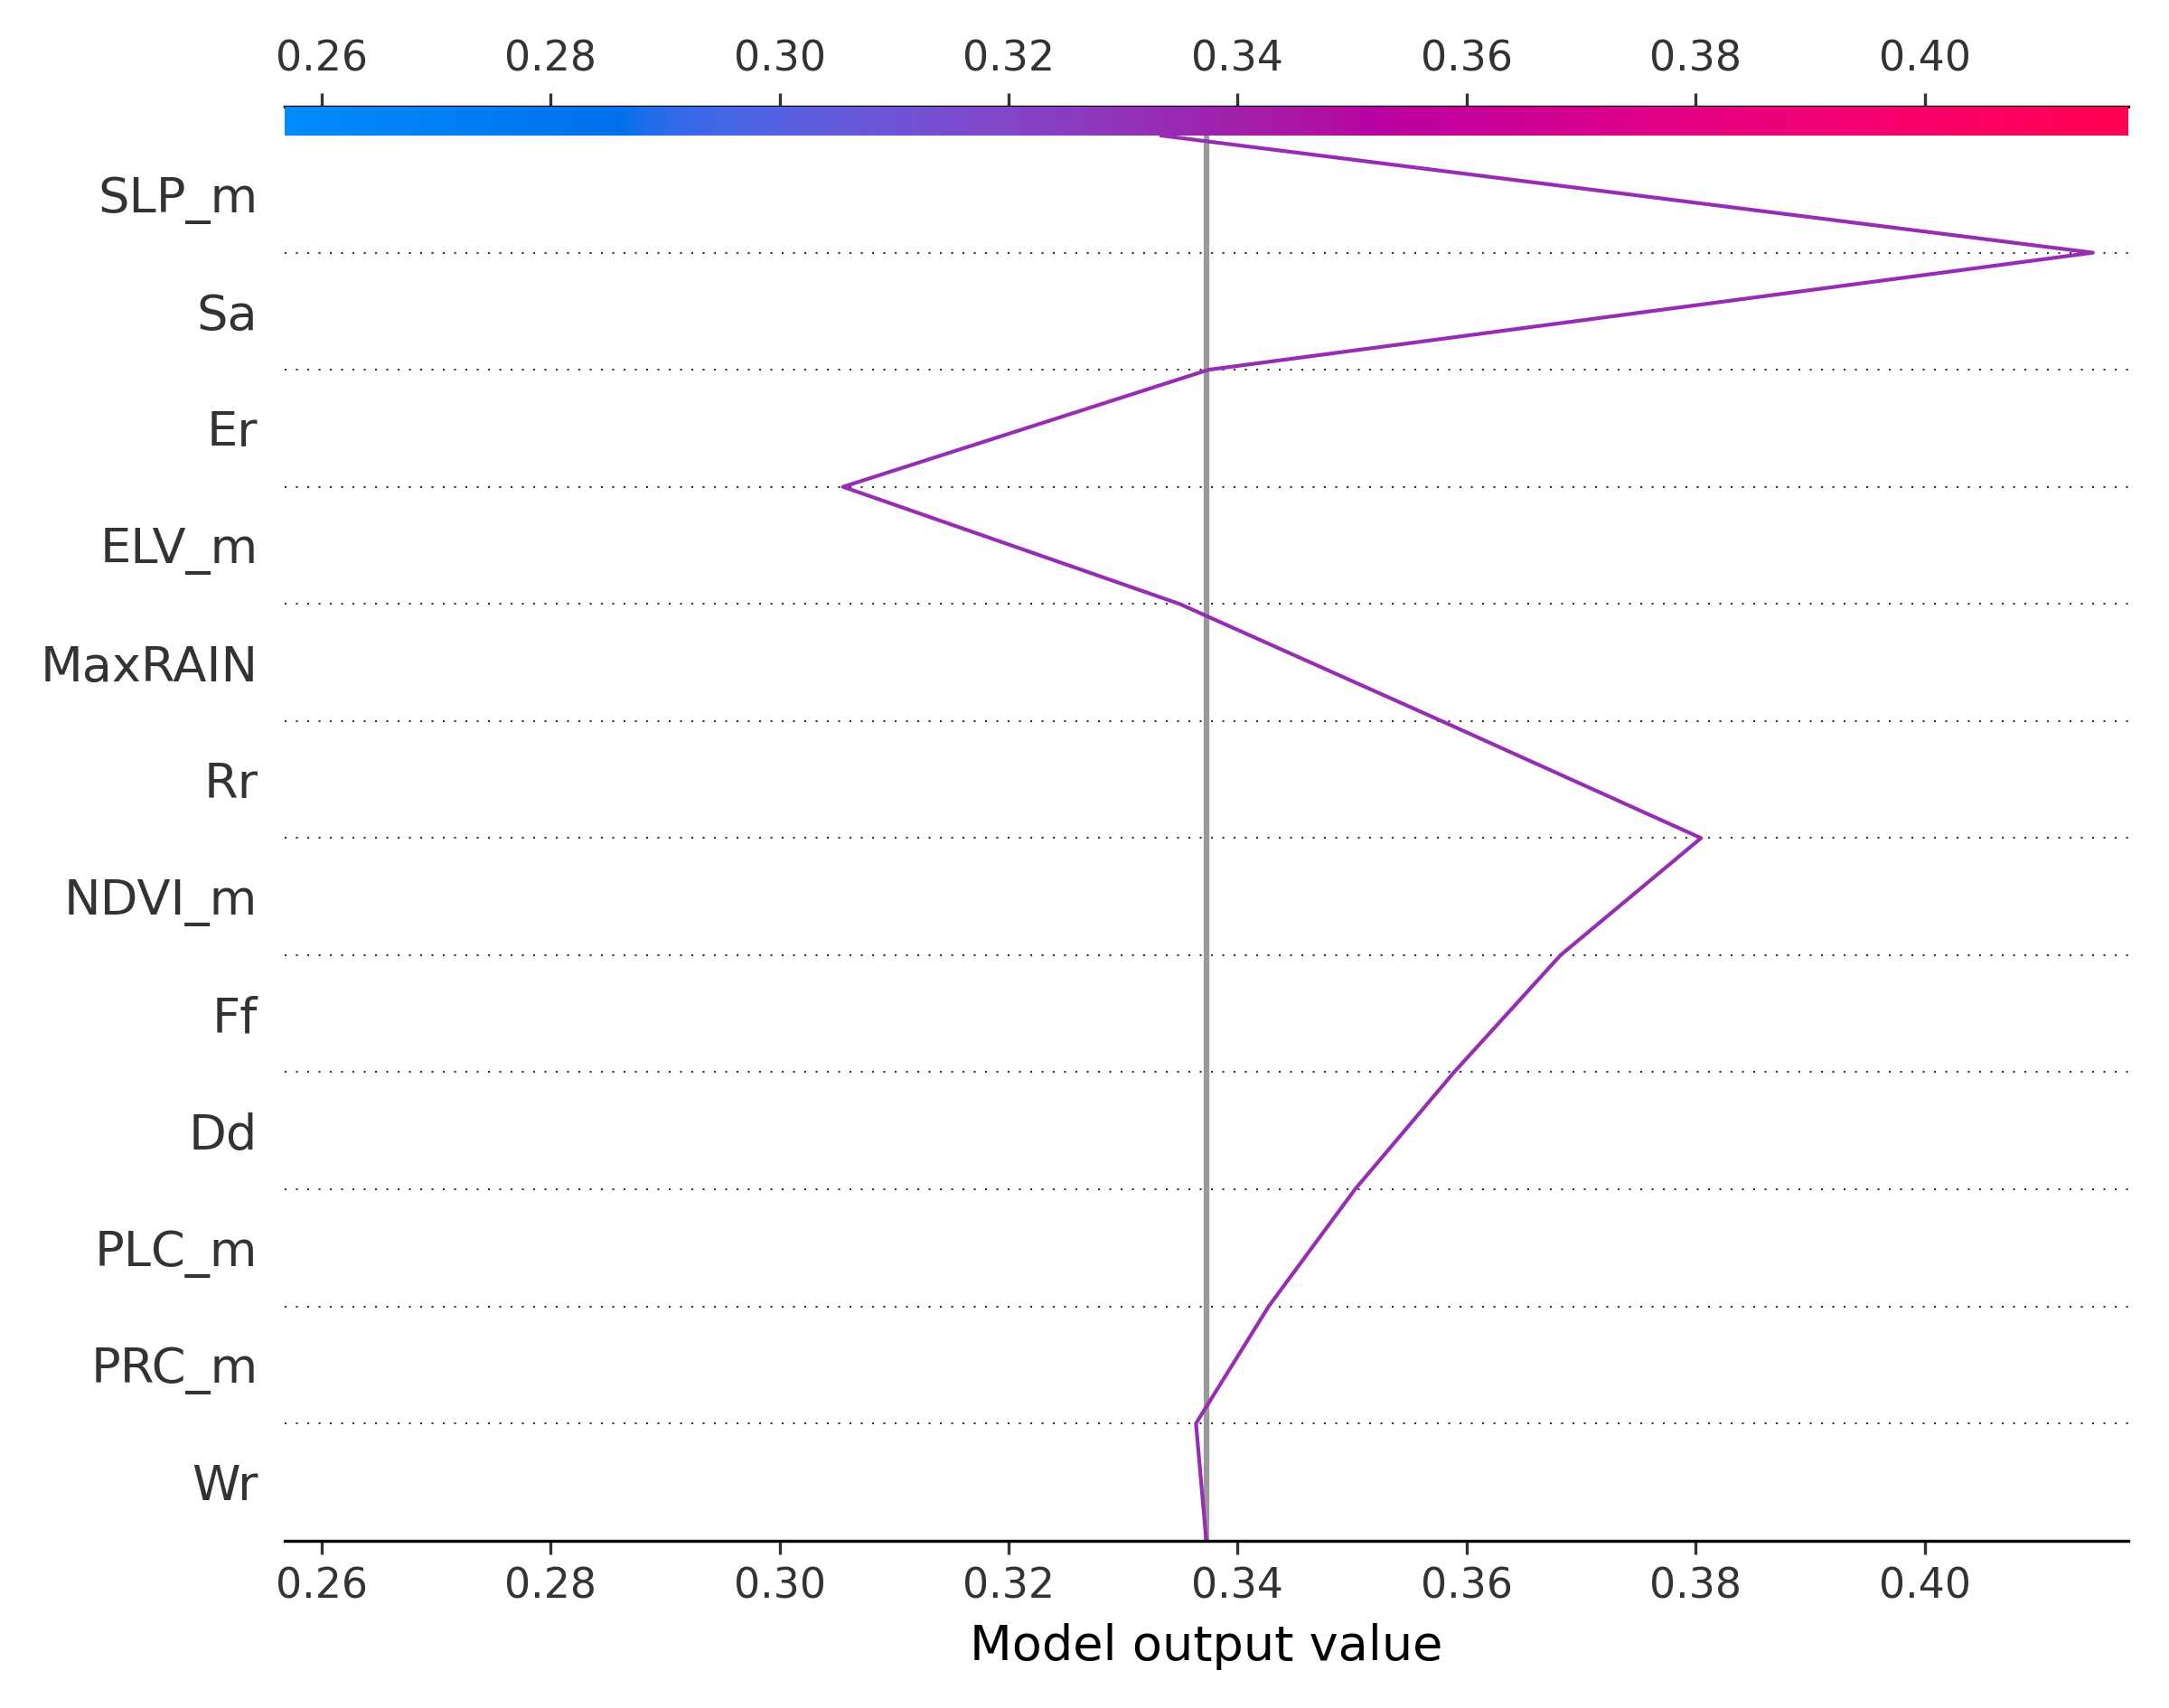 0.26 0.28 0.30 0.32 0.34 0.36 0.38 0.40
SLP_m
Sa
Er
ELV_m
MaxRAIN
Rr
NDVI_m
Ff
Dd
PLC_m
PRC_m
Wr
0.26 0.28 0.30 0.32 0.34 0.36 0.38 0.40
Model output value